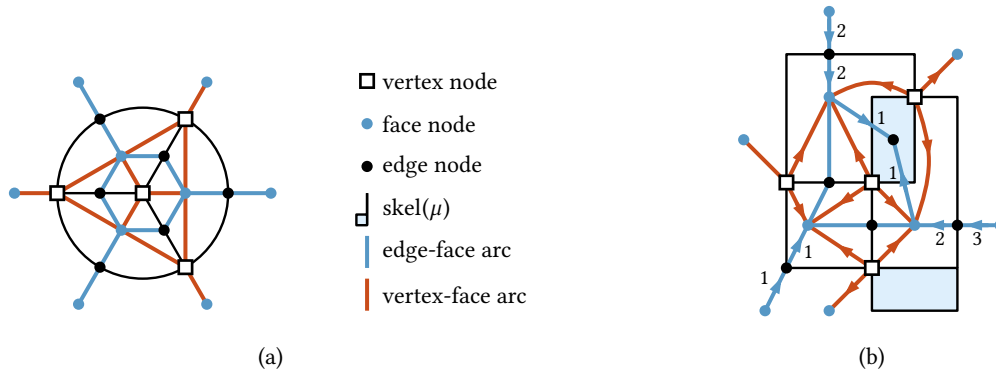 vertex node
face node
edge node
skel(μ)
edge-face arc
vertex-face arc
2
2
1
1
1
1
2
3
(a)
(b)